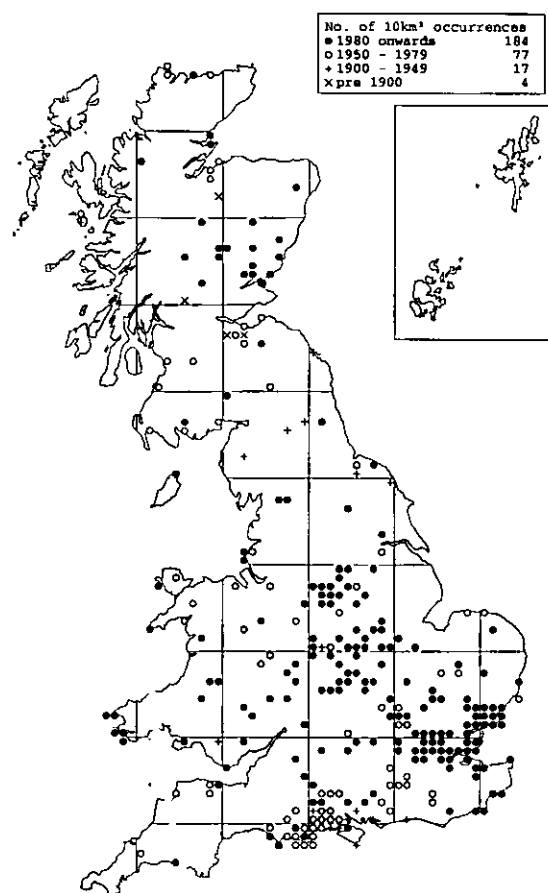 No. of 10km² occurrences
● 1980 onwards 184
○ 1950 - 1979 77
+ 1900 - 1949 17
× pre 1900 4